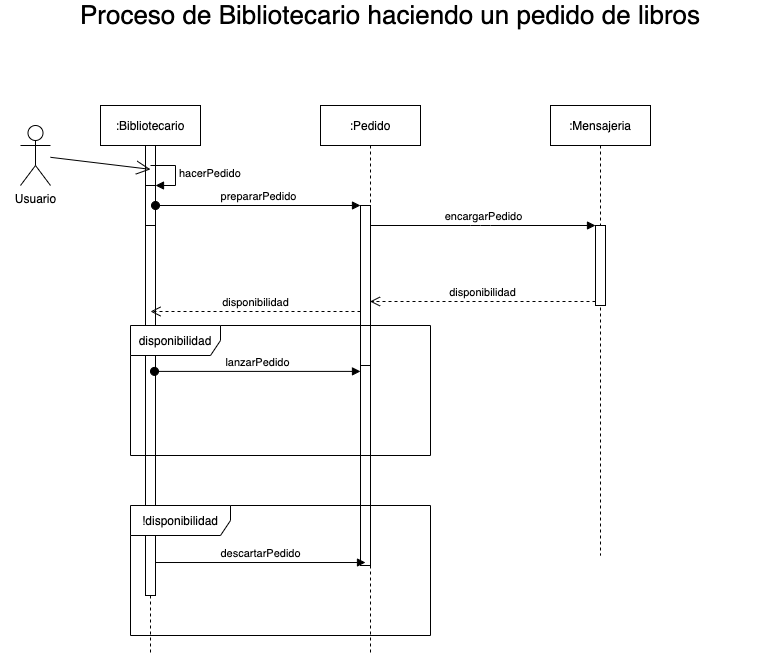 Proceso de Bibliotecario haciendo un pedido de libros
:Bibliotecario
:Pedido
:Mensajeria
Usuario
hacerPedido
prepararPedido
encargarPedido
disponibilidad
disponibilidad
disponibilidad
lanzarPedido
!disponibilidad
descartarPedido